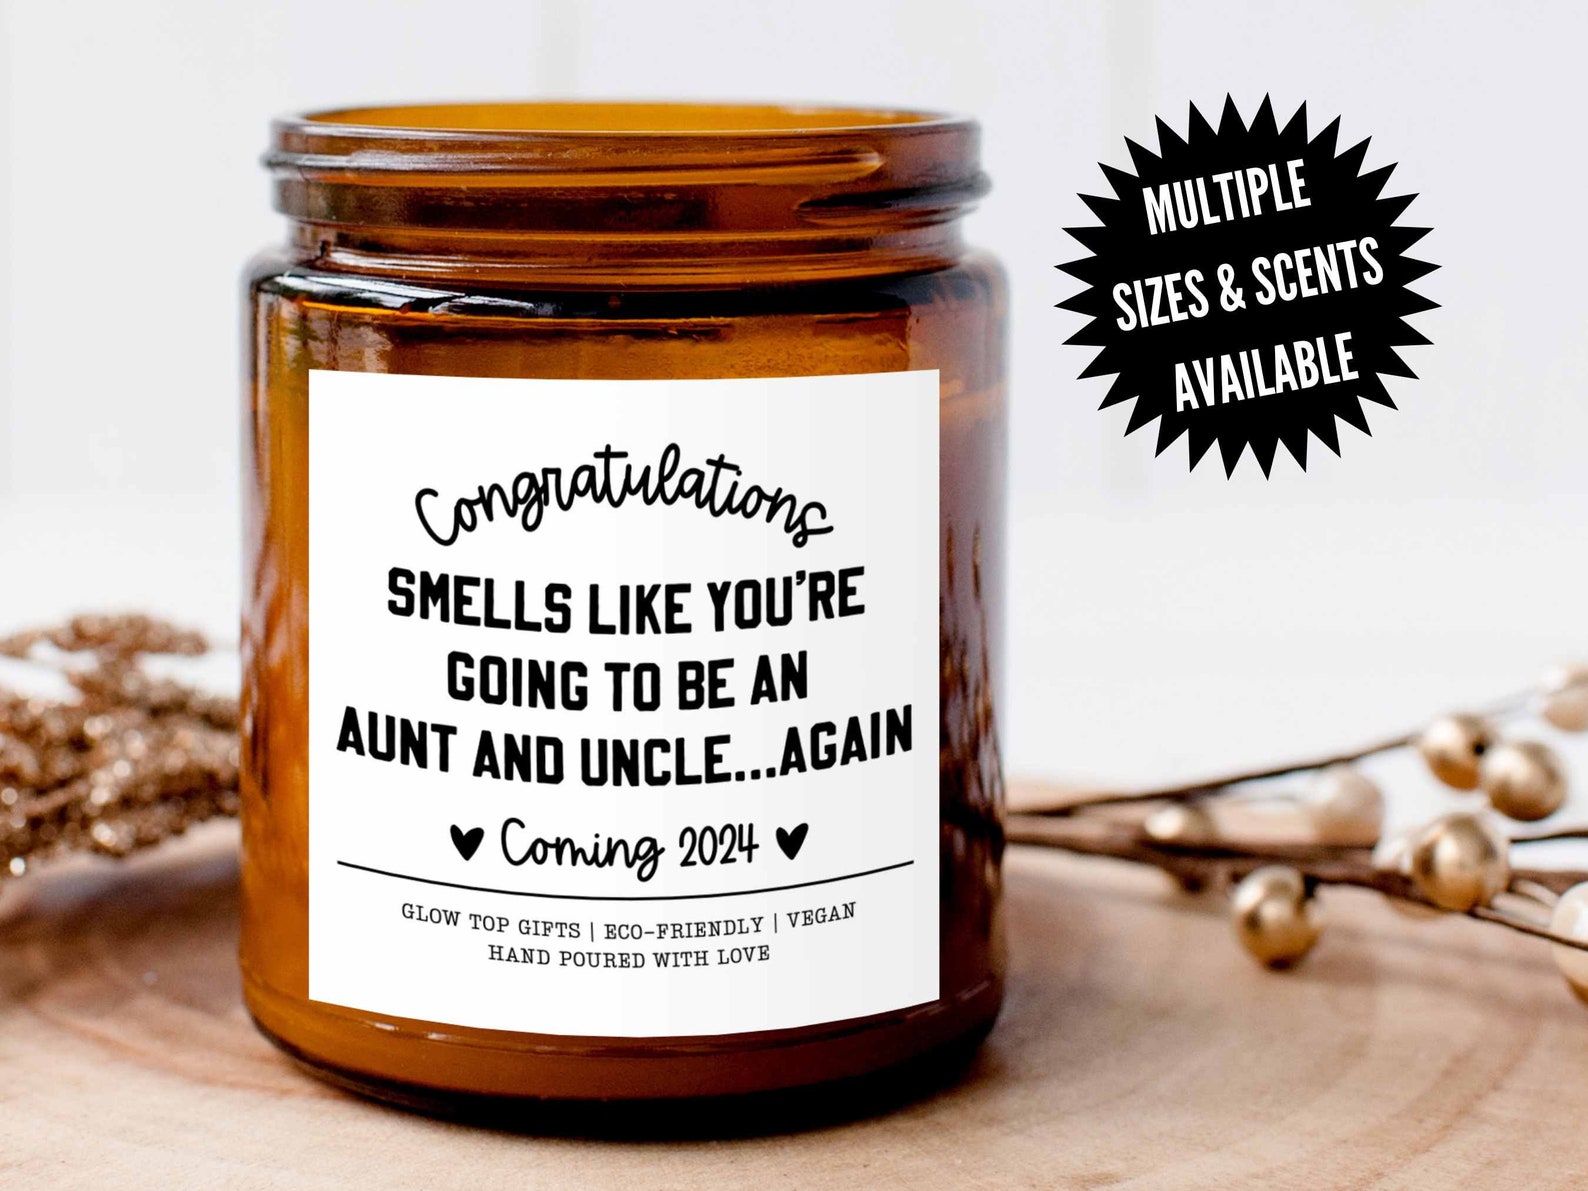 Congratulations
SMELLS LIKE YOU'RE
GOING TO BE AN
AUNT AND UNCLE...AGAIN
♥ Coming 2024 ♥
GLOW TOP GIFTS | ECO-FRIENDLY | VEGAN
HAND POURED WITH LOVE
MULTIPLE
SIZES & SCENTS
AVAILABLE